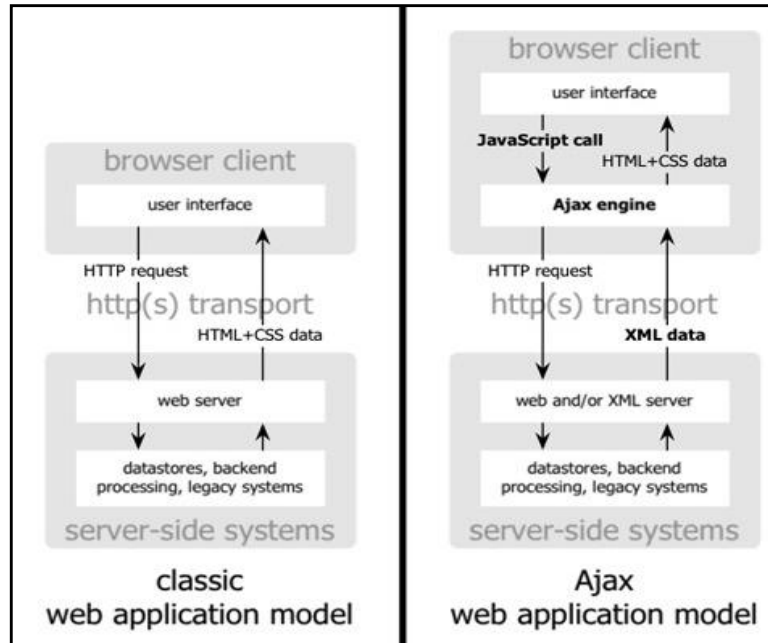 browser client
user interface
HTTP request
http(s) transport
HTML+CSS data
web server
datastores, backend
processing, legacy systems
server-side systems
classic
web application model
browser client
user interface
JavaScript call
HTML+CSS data
Ajax engine
HTTP request
http(s) transport
XML data
web and/or XML server
datastores, backend
processing, legacy systems
server-side systems
Ajax
web application model